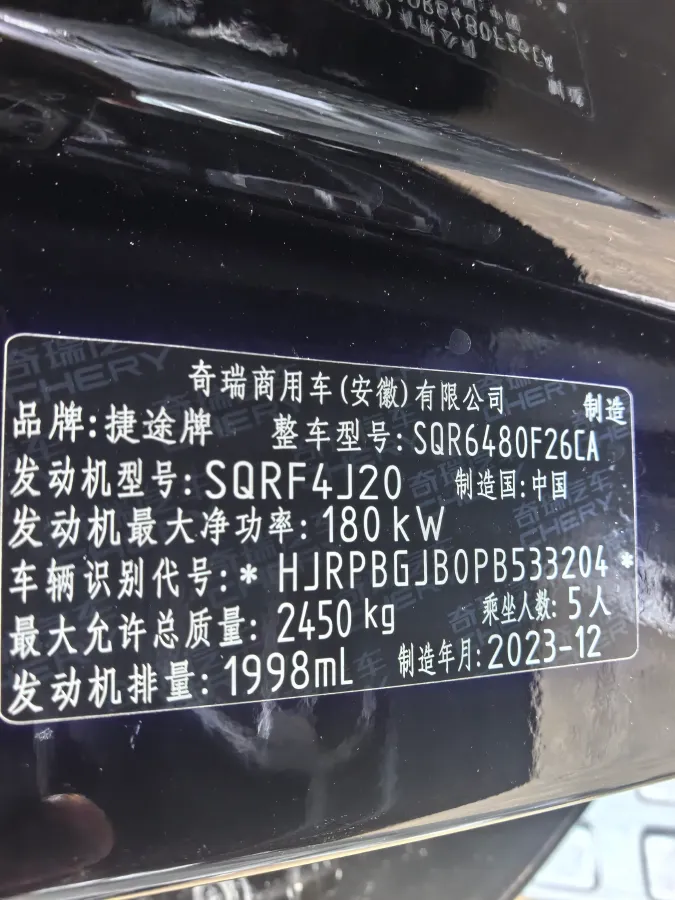 奇瑞商用车(安徽)有限公司 制造
品牌:捷途牌 整车型号:SQR6480F26CA
发动机型号:SQRF4J20 制造国:中国
发动机最大净功率:180kW
车辆识别代号:* HJRPBGJB0PB533204 *
最大允许总质量:2450kg 乘坐人数:5人
发动机排量:1998mL 制造年月:2023-12